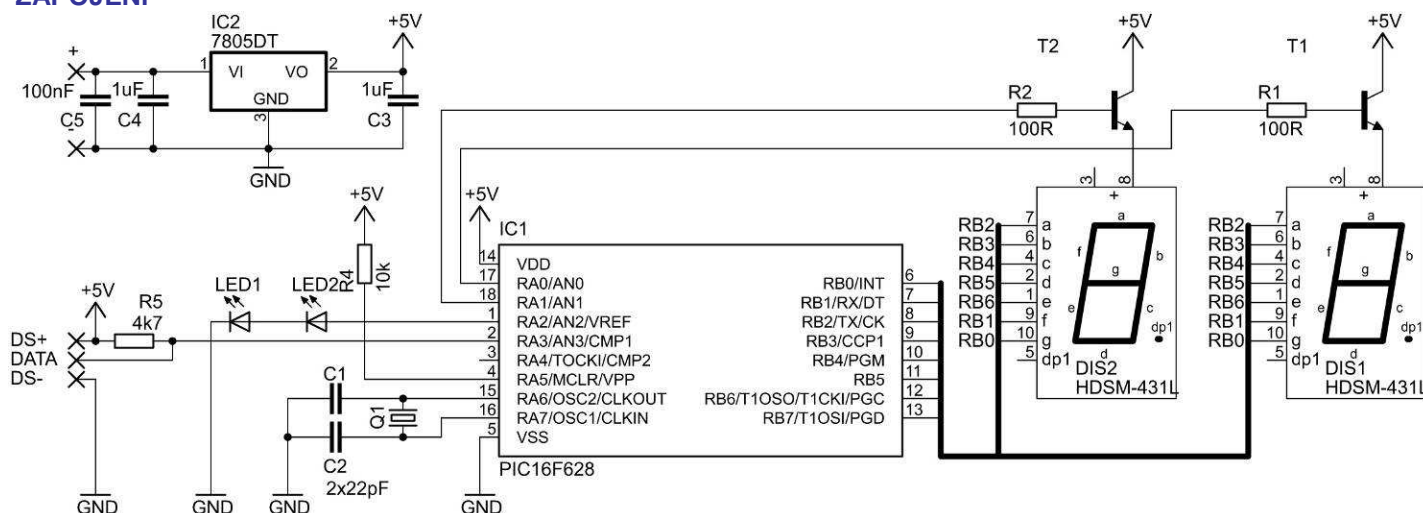 ZAPOJENÍ
IC2
7805DT
+5V
+
1
VI
VO
2
GND
3
100nF
C5
1uF
C4
1uF
C3
-
GND
+5V
T2
R2
100R
+5V
T1
R1
100R
3
8
+
3
8
+
+5V
R4
10k
+5V
IC1
14
VDD
17
RA0/AN0
18
RA1/AN1
1
RA2/AN2/VREF
2
RA3/AN3/CMP1
3
RA4/TOCKI/CMP2
4
RA5/MCLR/VPP
15
RA6/OSC2/CLKOUT
16
RA7/OSC1/CLKIN
5
VSS
RB0/INT
6
RB1/RX/DT
7
RB2/TX/CK
8
RB3/CCP1
9
RB4/PGM
10
RB5
11
RB6/T1OSO/T1CKI/PGC
12
RB7/T1OSI/PGD
13
PIC16F628
LED1
LED2
+5V
R5
4k7
DS+
DATA
DS-
C1
Q1
C2
2x22pF
GND
GND
GND
GND
RB2 7 a
RB3 6 b
RB4 4 c
RB5 2 d
RB6 1 e
RB1 9 f
RB0 10 g
5 dp1
a
f
b
g
e
c
d
dp1
DIS2
HDSM-431L
RB2 7 a
RB3 6 b
RB4 4 c
RB5 2 d
RB6 1 e
RB1 9 f
RB0 10 g
5 dp1
a
f
b
g
e
c
d
dp1
DIS1
HDSM-431L